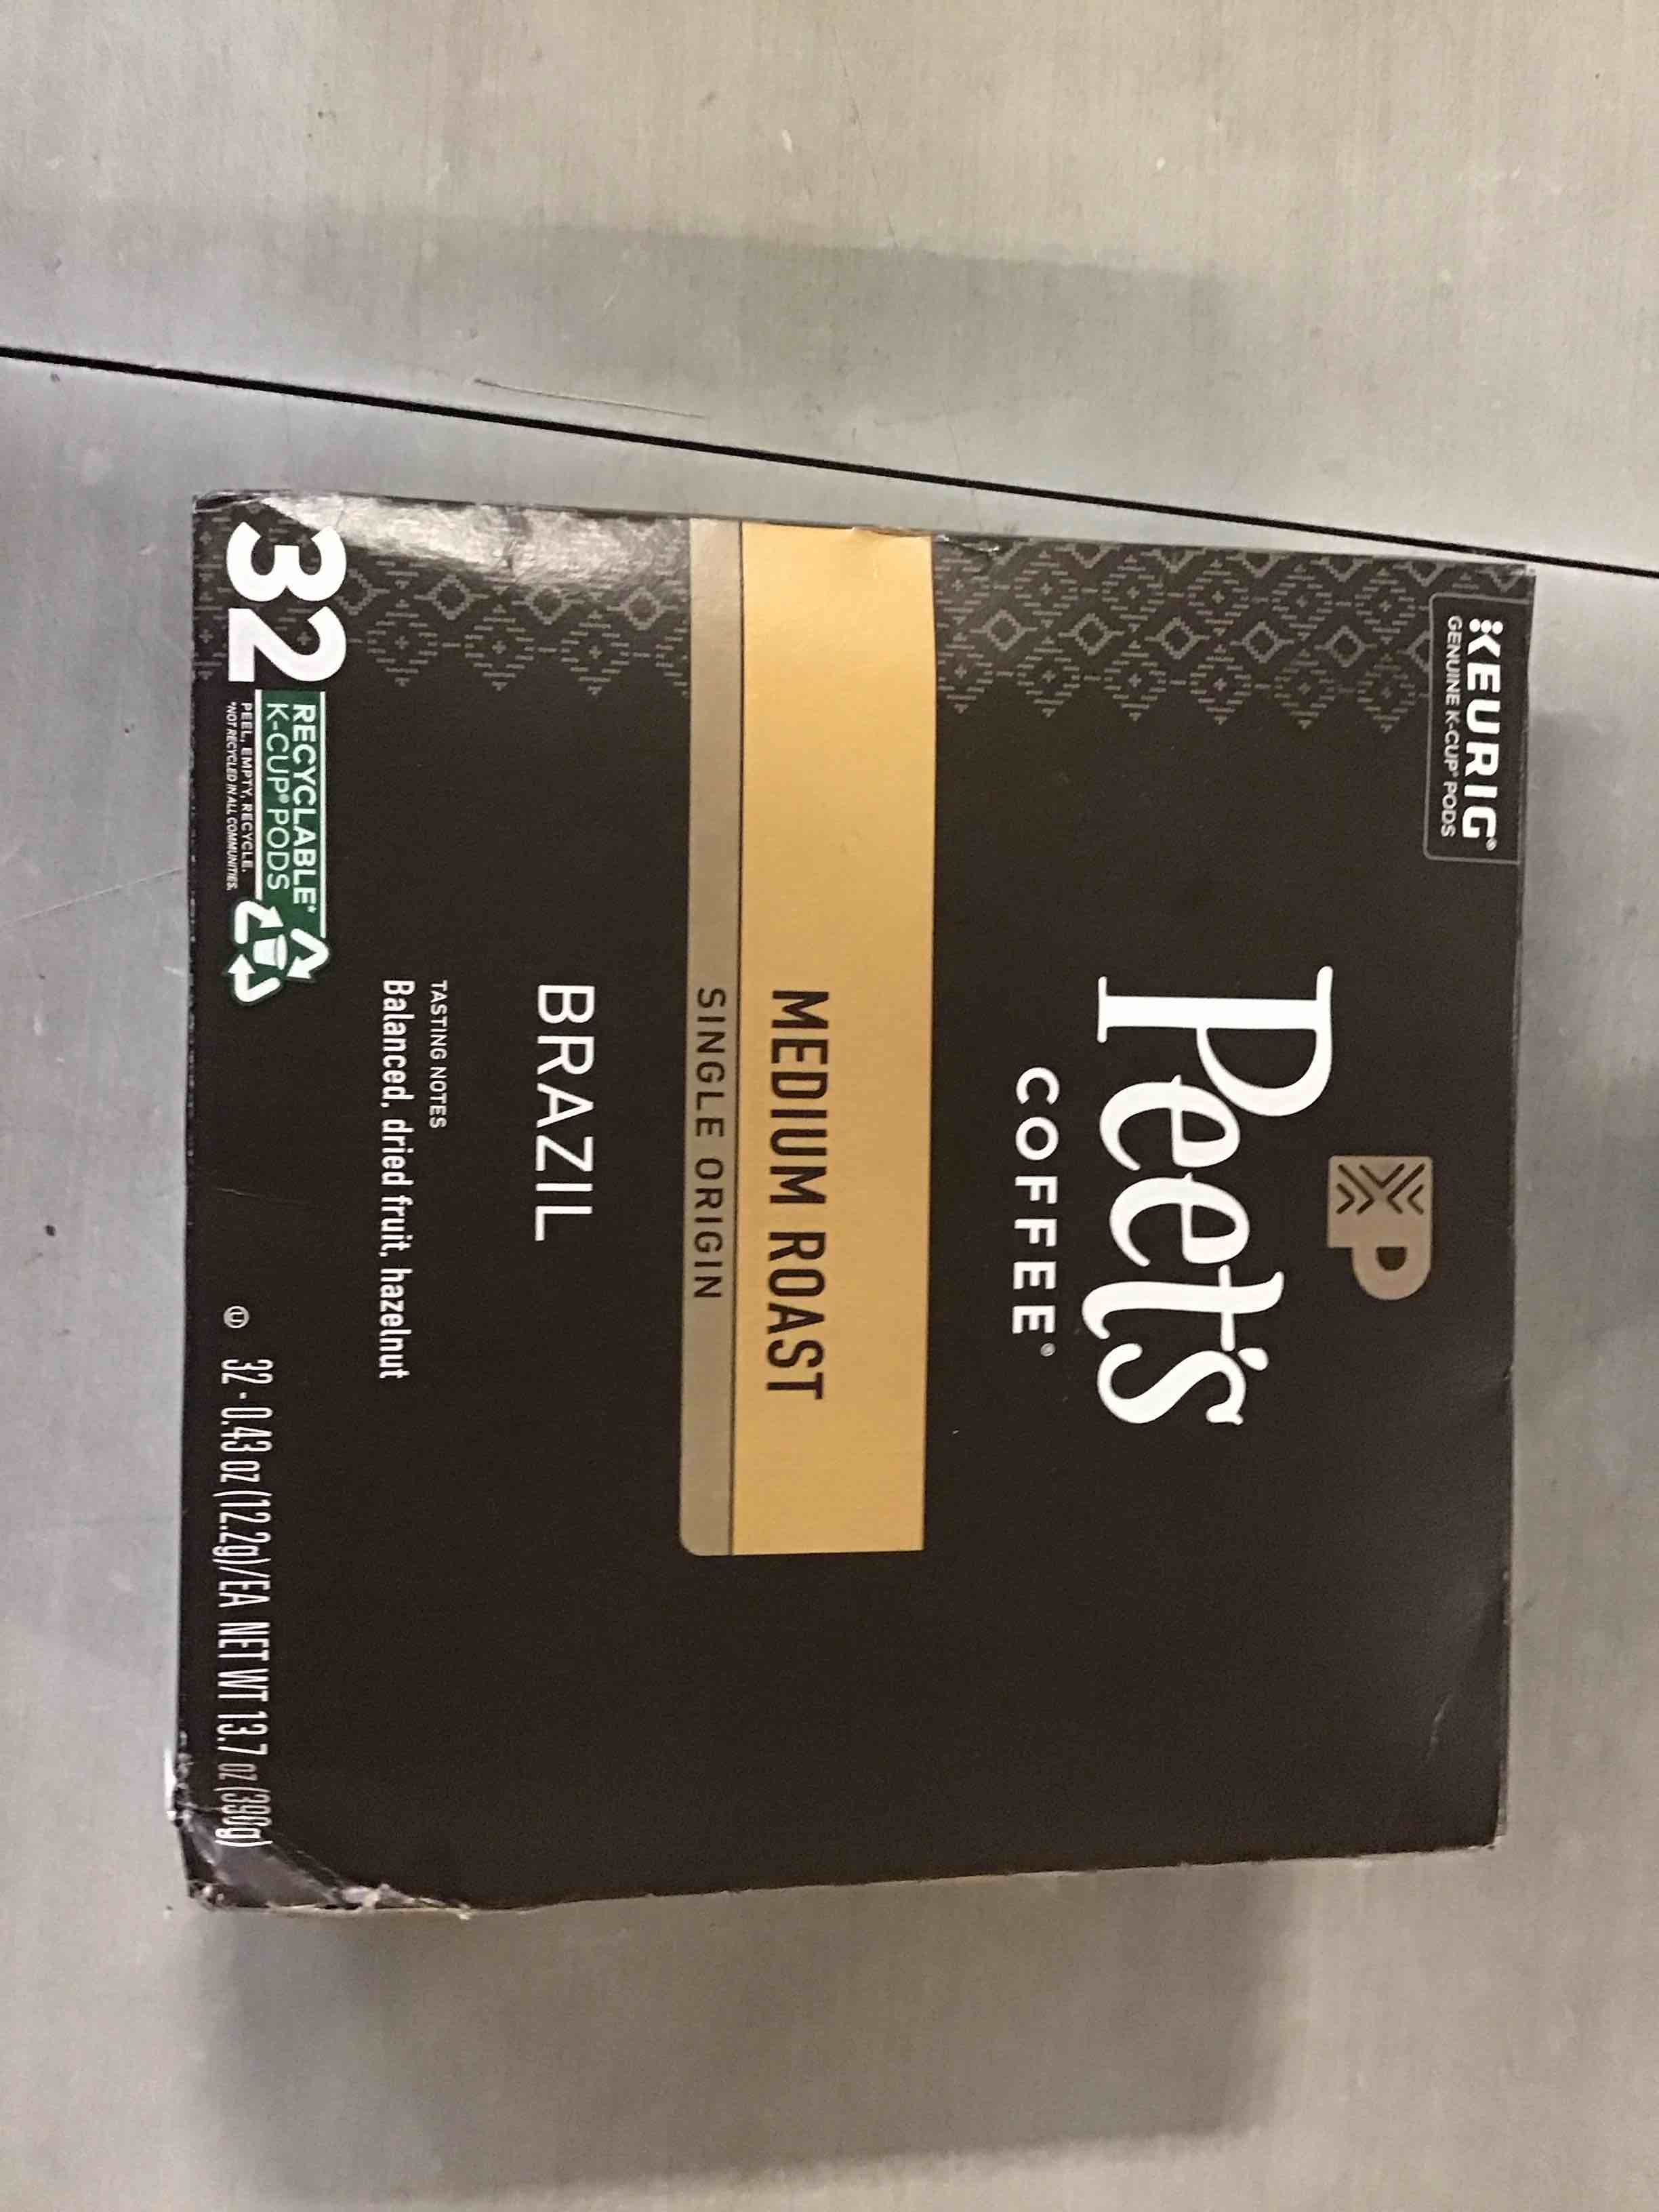 KEURIG®
GENUINE K-CUP® PODS
P
Peet's
COFFEE®
MEDIUM ROAST
SINGLE ORIGIN
BRAZIL
TASTING NOTES
Balanced, dried fruit, hazelnut
32
RECYCLABLE*
K-CUP® PODS
PEEL, EMPTY, RECYCLE.
*NOT RECYCLED IN ALL COMMUNITIES.
Ⓤ 32 - 0.43 oz (12.2g)/EA NET WT 13.7 oz (390g)